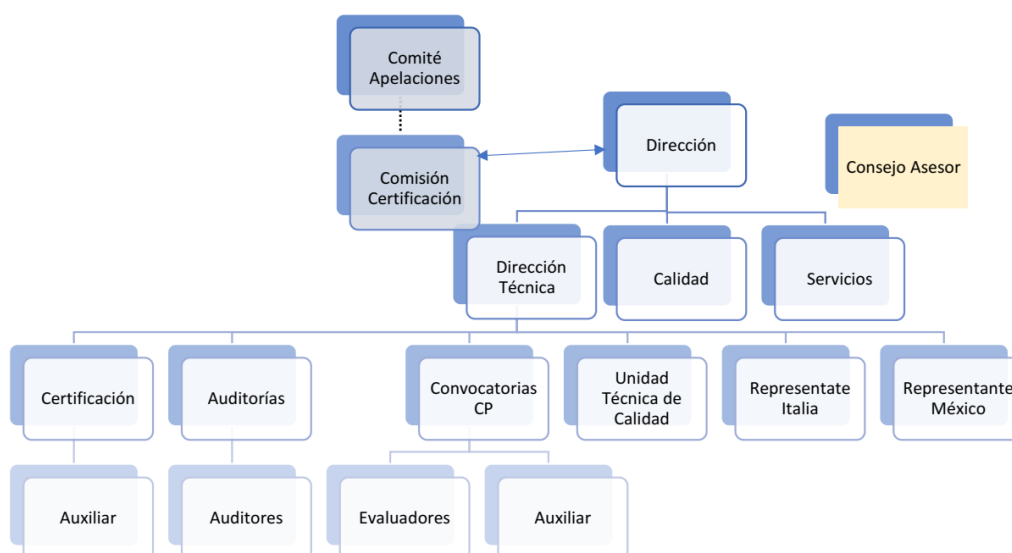 Comité
Apelaciones
Dirección
Consejo Asesor
Comisión
Certificación
Dirección
Técnica
Calidad
Servicios
Certificación
Auditorías
Convocatorias
CP
Unidad
Técnica de
Calidad
Representate
Italia
Representante
México
Auxiliar
Auditores
Evaluadores
Auxiliar